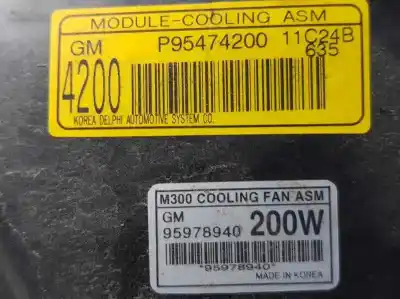 MODULE-COOLING ASM
GM P95474200 11C24B
4200 635
KOREA DELPHI AUTOMOTIVE SYSTEM CO.
M300 COOLING FAN ASM
GM
95978940 200W
*95978940*
MADE IN KOREA